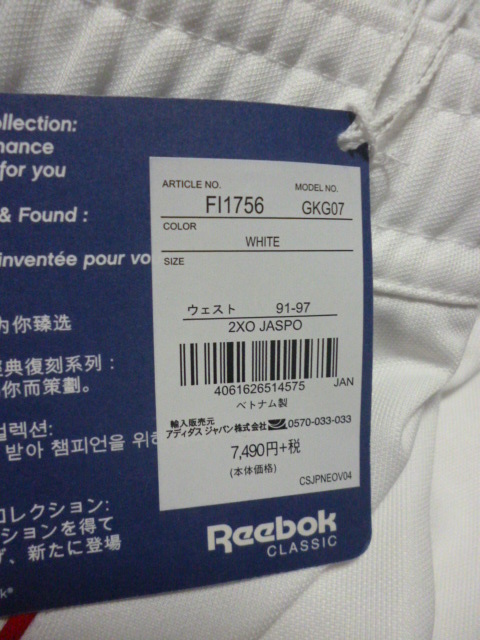 ollection:
mance
for you
& Found :
inventée pour vo
为你臻选
經典復刻系列 :
你而策劃。
컬렉션:
받아 챔피언을 위하
コレクション:
ションを得て
ず、新たに登場
ARTICLE NO.
MODEL NO.
FI1756
GKG07
COLOR
WHITE
SIZE
ウェスト 91-97
2XO JASPO
4061626514575 JAN
ベトナム製
輸入販売元
アディダス ジャパン株式会社 0570-033-033
7,490円+税
(本体価格)
CSJPNEOV04
Reebok
CLASSIC